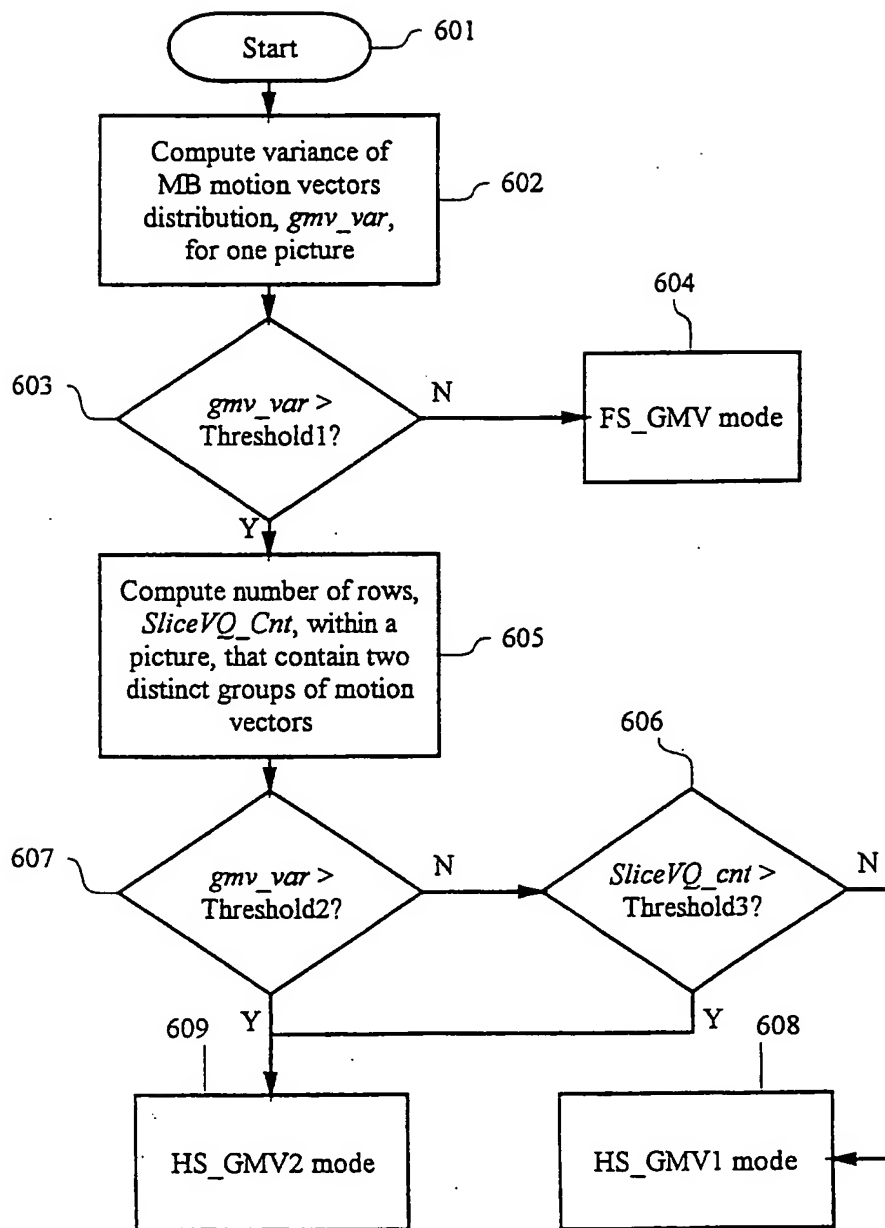 Start
601
Compute variance of
MB motion vectors
distribution, gmv_var,
for one picture
602
604
603
gmv_var >
Threshold1?
N
FS_GMV mode
Y
Compute number of rows,
SliceVQ_Cnt, within a
picture, that contain two
distinct groups of motion
vectors
605
606
607
gmv_var >
Threshold2?
N
SliceVQ_cnt >
Threshold3?
N
Y
Y
609
608
HS_GMV2 mode
HS_GMV1 mode